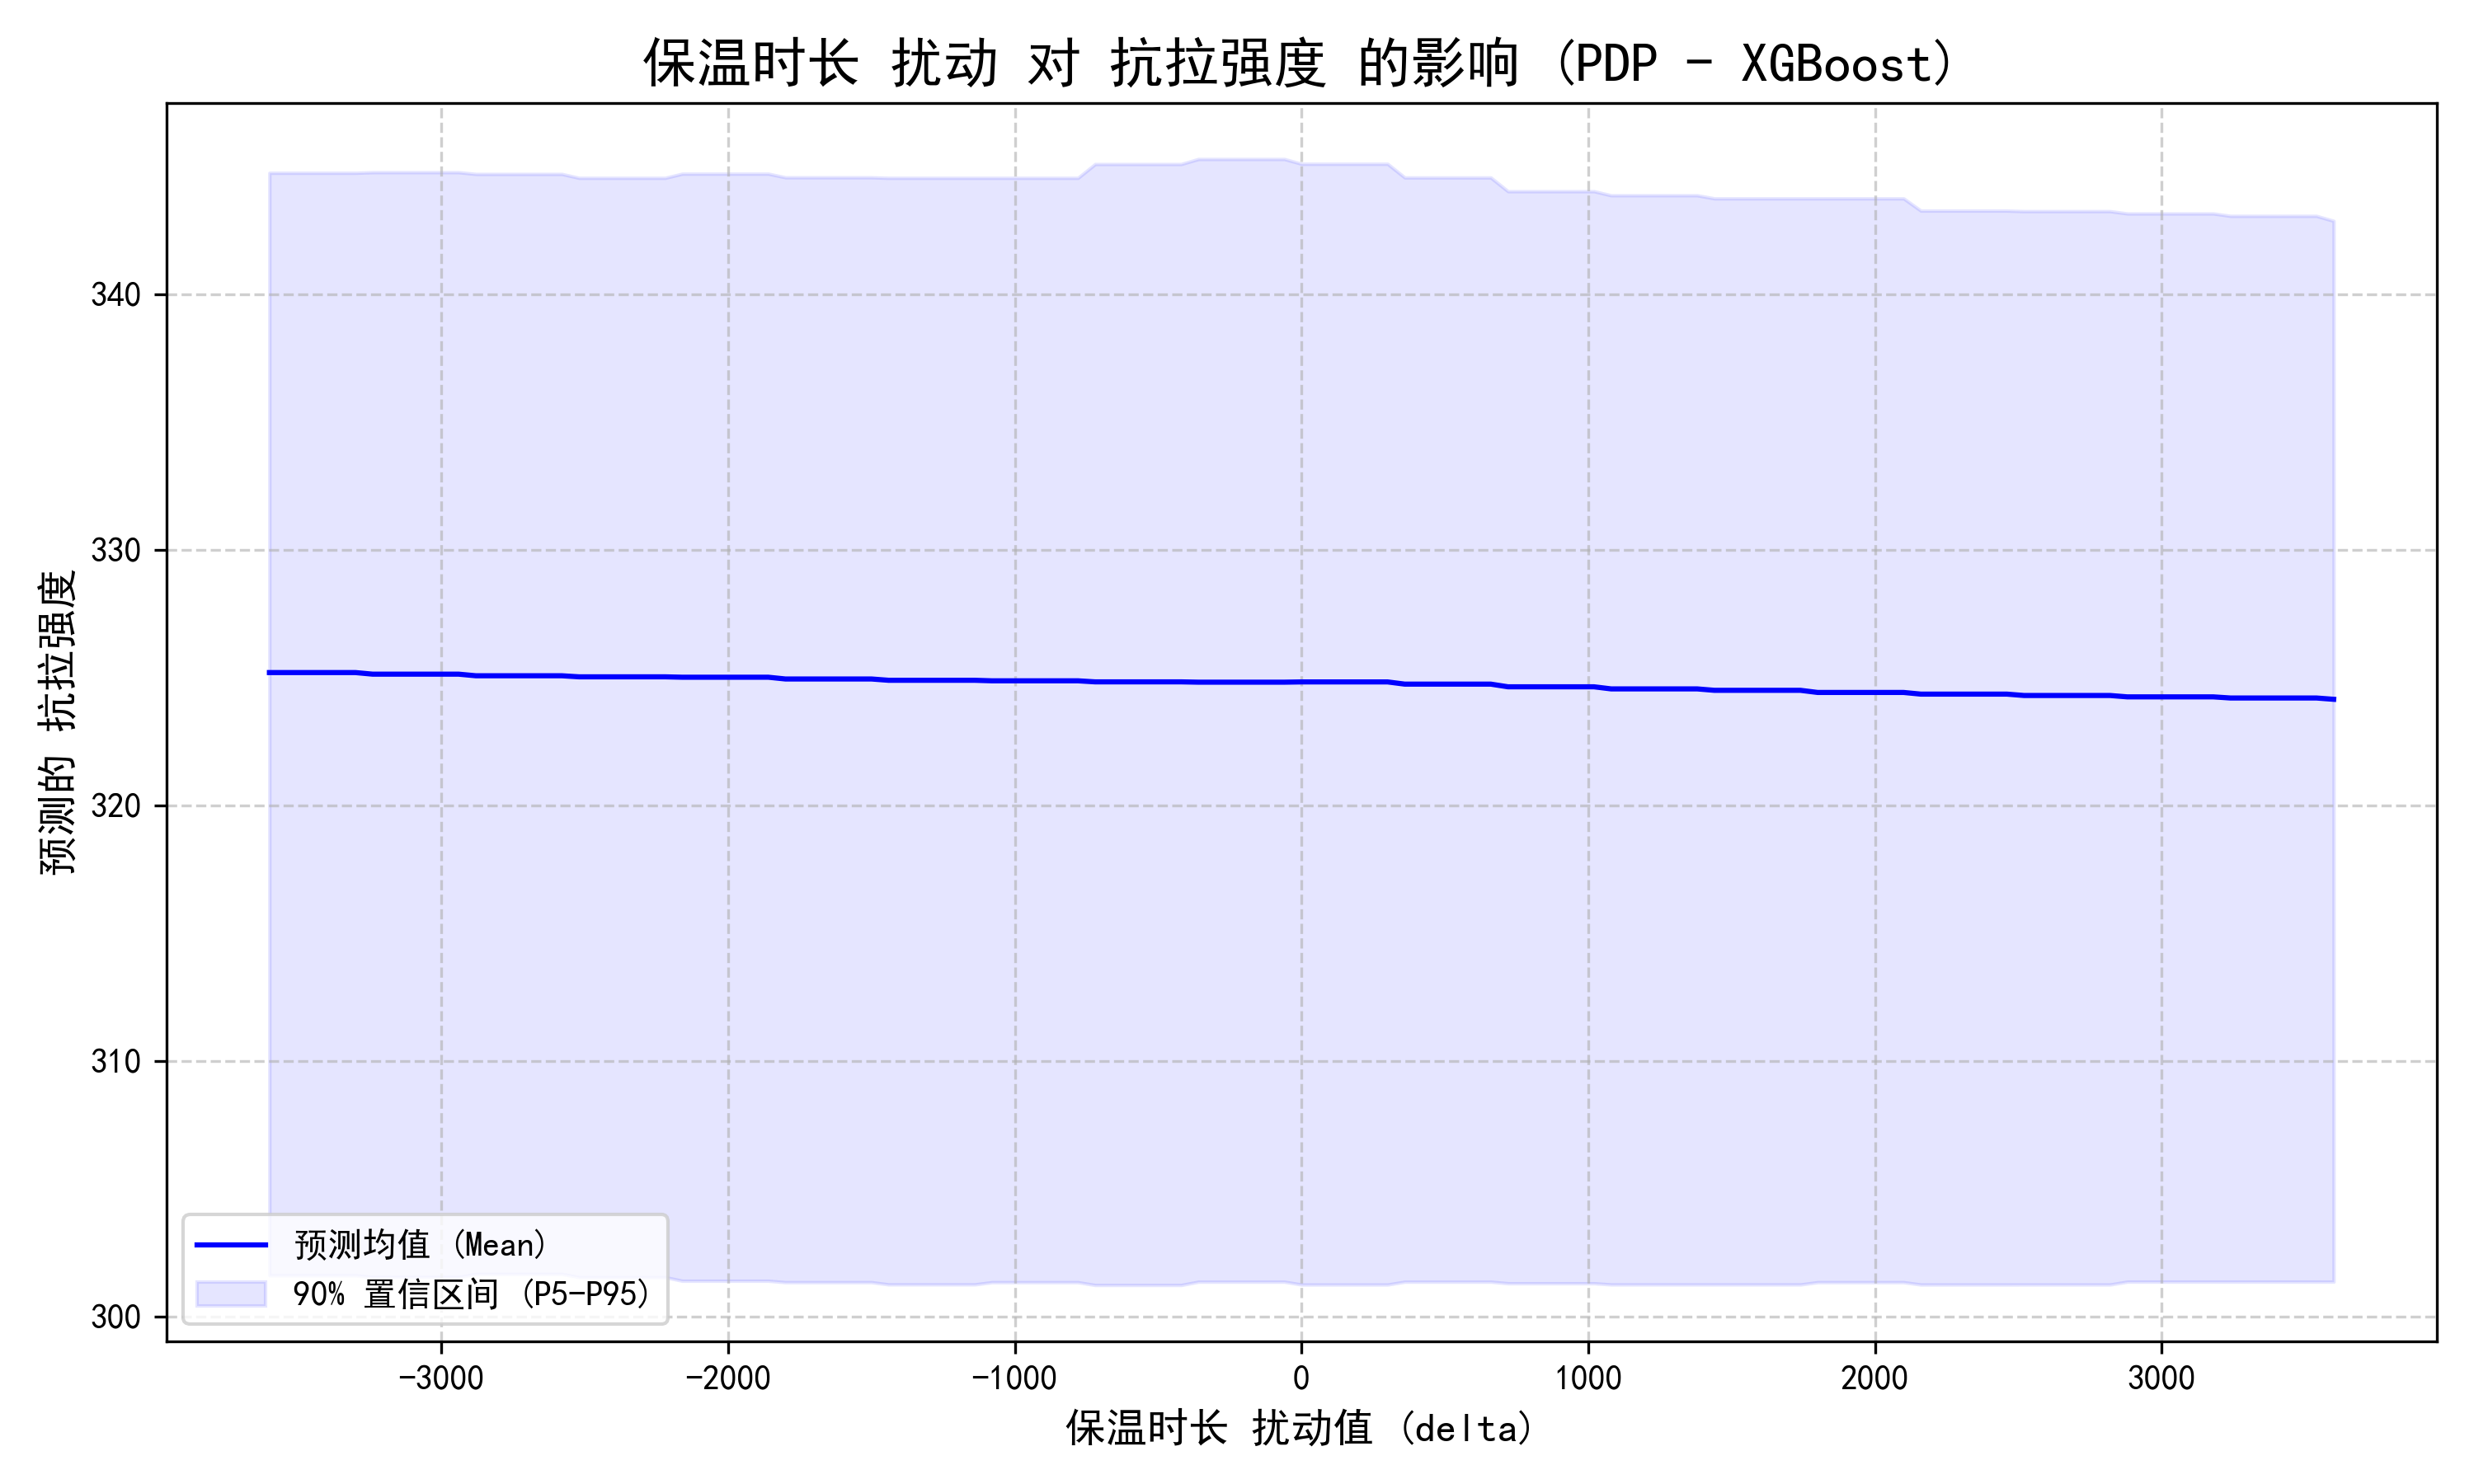 保温时长 扰动 对 抗拉强度 的影响 (PDP - XGBoost)
预测的 抗拉强度
340
330
320
310
300
预测均值 (Mean)
90% 置信区间 (P5-P95)
-3000 -2000 -1000 0 1000 2000 3000
保温时长 扰动值 (delta)